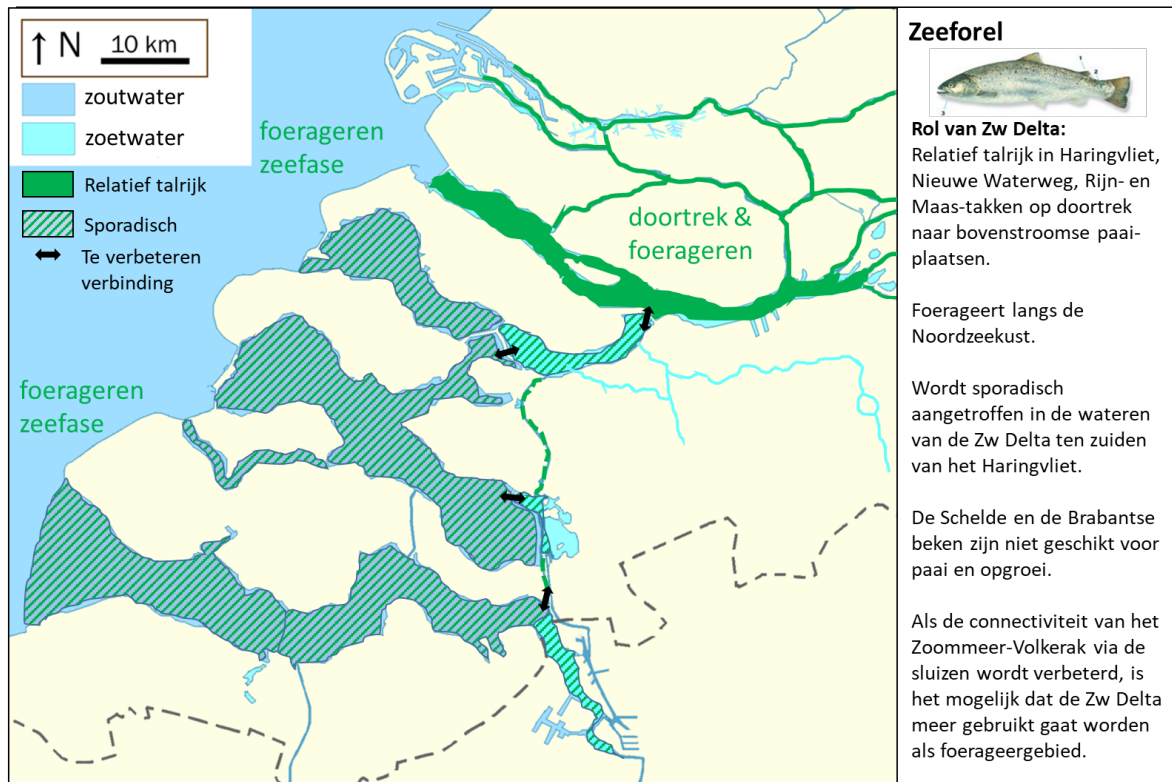 ↑ N 10 km
zoutwater
zoetwater
Relatief talrijk
Sporadisch
Te verbeteren
verbinding
foerageren
zeefase
doortrek &
foerageren
foerageren
zeefase
Zeeforel
1
2
3
Rol van Zw Delta:
Relatief talrijk in Haringvliet,
Nieuwe Waterweg, Rijn- en
Maas-takken op doortrek
naar bovenstroomse paai-
plaatsen.
Foerageert langs de
Noordzeekust.
Wordt sporadisch
aangetroffen in de wateren
van de Zw Delta ten zuiden
van het Haringvliet.
De Schelde en de Brabantse
beken zijn niet geschikt voor
paai en opgroei.
Als de connectiviteit van het
Zoommeer-Volkerak via de
sluizen wordt verbeterd, is
het mogelijk dat de Zw Delta
meer gebruikt gaat worden
als foerageergebied.